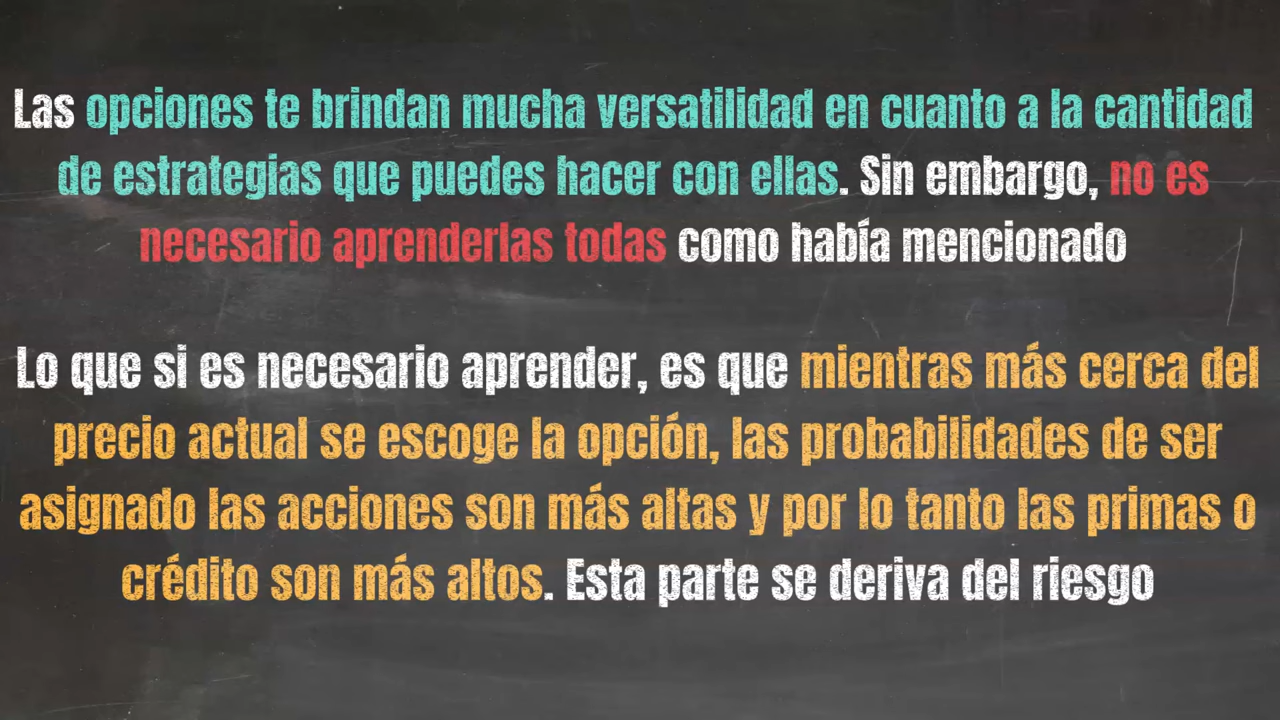 Las opciones te brindan mucha versatilidad en cuanto a la cantidad
de estrategias que puedes hacer con ellas. Sin embargo, no es
necesario aprenderlas todas como había mencionado
Lo que si es necesario aprender, es que mientras más cerca del
precio actual se escoge la opción, las probabilidades de ser
asignado las acciones son más altas y por lo tanto las primas o
crédito son más altos. Esta parte se deriva del riesgo